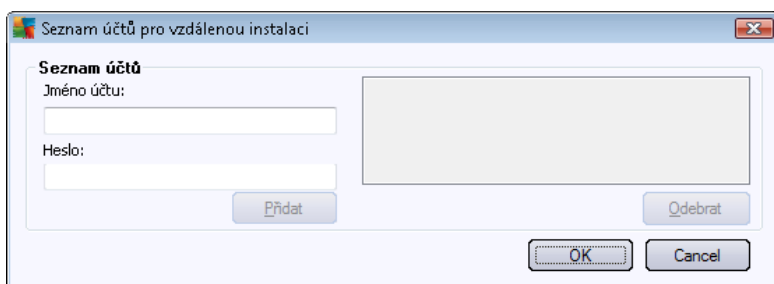 Seznam účtů pro vzdálenou instalaci
Seznam účtů
Jméno účtu:
Heslo:
Přidat
Odebrat
OK
Cancel